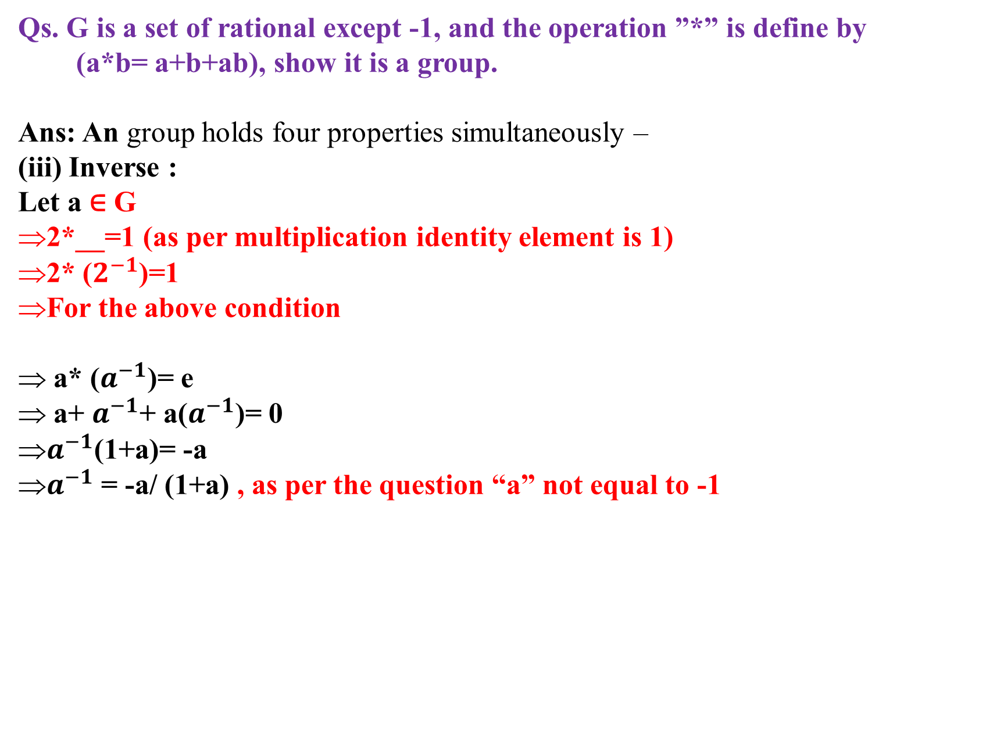 Qs. G is a set of rational except -1, and the operation ”*” is define by
(a*b= a+b+ab), show it is a group.
Ans: An group holds four properties simultaneously –
(iii) Inverse :
Let a ∈ G
⇒2*__=1 (as per multiplication identity element is 1)
⇒2* (𝟐⁻¹)=1
⇒For the above condition
⇒ a* (𝒂⁻¹)= e
⇒ a+ 𝒂⁻¹+ a(𝒂⁻¹)= 0
⇒𝒂⁻¹(1+a)= -a
⇒𝒂⁻¹ = -a/ (1+a) , as per the question “a” not equal to -1